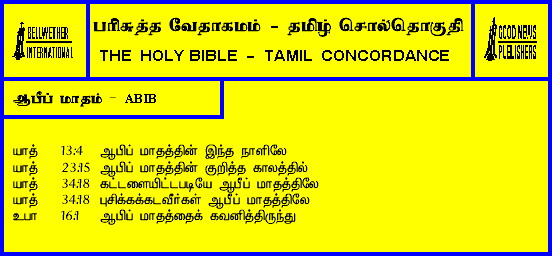 BELLWETHER
INTERNATIONAL
பரிசுத்த வேதாகமம் - தமிழ் சொல்தொகுதி
THE HOLY BIBLE - TAMIL CONCORDANCE
GOOD NEWS
PUBLISHERS
ஆபீப் மாதம் - ABIB
யாத் 13:4 ஆபிப் மாதத்தின் இந்த நாளிலே
யாத் 23:15 ஆபிப் மாதத்தின் குறித்த காலத்தில்
யாத் 34:18 கட்டளையிட்டபடியே ஆபீப் மாதத்திலே
யாத் 34:18 புசிக்கக்கடவீர்கள் ஆபீப் மாதத்திலே
உபா 16:1 ஆபிப் மாதத்தைக் கவனித்திருந்து